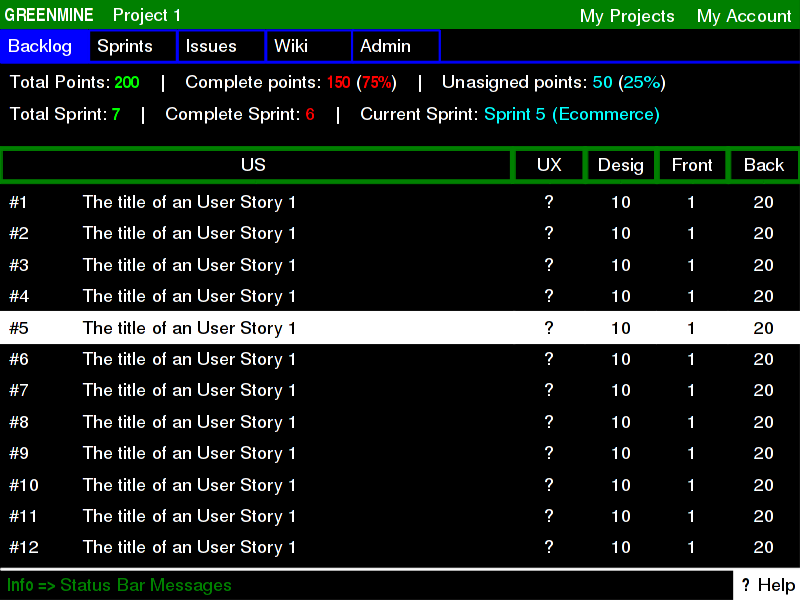 GREENMINE Project 1 My Projects My Account
Backlog Sprints Issues Wiki Admin
Total Points: 200 | Complete points: 150 (75%) | Unasigned points: 50 (25%)
Total Sprint: 7 | Complete Sprint: 6 | Current Sprint: Sprint 5 (Ecommerce)
US UX Desig Front Back
#1 The title of an User Story 1 ? 10 1 20
#2 The title of an User Story 1 ? 10 1 20
#3 The title of an User Story 1 ? 10 1 20
#4 The title of an User Story 1 ? 10 1 20
#5 The title of an User Story 1 ? 10 1 20
#6 The title of an User Story 1 ? 10 1 20
#7 The title of an User Story 1 ? 10 1 20
#8 The title of an User Story 1 ? 10 1 20
#9 The title of an User Story 1 ? 10 1 20
#10 The title of an User Story 1 ? 10 1 20
#11 The title of an User Story 1 ? 10 1 20
#12 The title of an User Story 1 ? 10 1 20
Info => Status Bar Messages ? Help